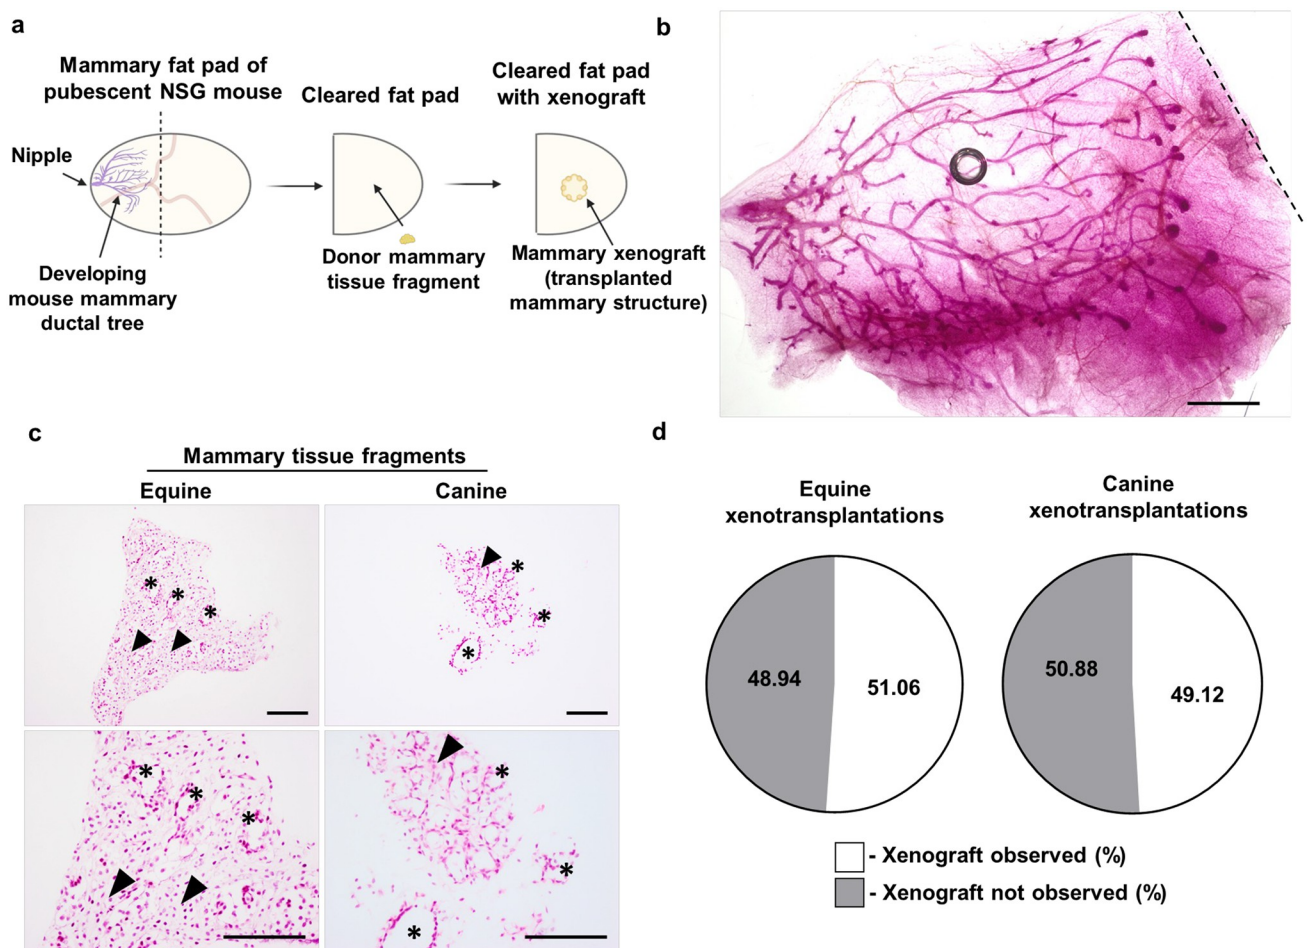 a
Mammary fat pad of
pubescent NSG mouse
Nipple
Developing
mouse mammary
ductal tree
Cleared fat pad
Donor mammary
tissue fragment
Cleared fat pad
with xenograft
Mammary xenograft
(transplanted
mammary structure)
b
c
Mammary tissue fragments
Equine
Canine
*
*
*
*
*
*
*
*
*
*
*
*
d
Equine
xenotransplantations
48.94
51.06
Canine
xenotransplantations
50.88
49.12
- Xenograft observed (%)
- Xenograft not observed (%)